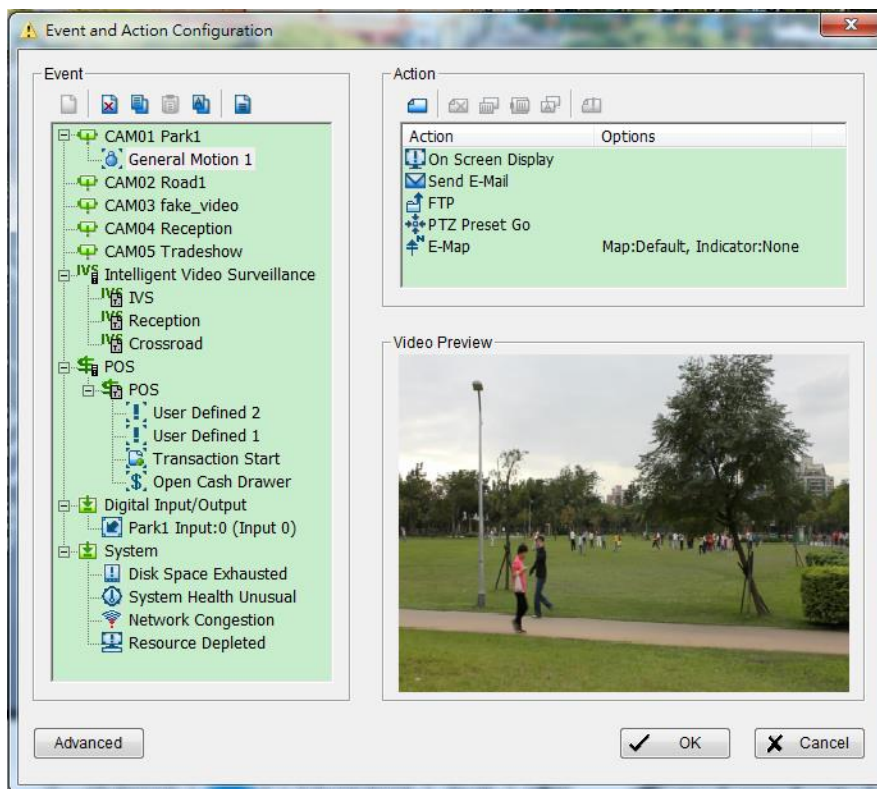 Event and Action Configuration
Event
CAM01 Park1
General Motion 1
CAM02 Road1
CAM03 fake_video
CAM04 Reception
CAM05 Tradeshow
IVS Intelligent Video Surveillance
IVS IVS
IVS Reception
IVS Crossroad
POS
POS
User Defined 2
User Defined 1
Transaction Start
Open Cash Drawer
Digital Input/Output
Park1 Input:0 (Input 0)
System
Disk Space Exhausted
System Health Unusual
Network Congestion
Resource Depleted
Action
Action Options
On Screen Display
Send E-Mail
FTP
PTZ Preset Go
N E-Map Map:Default, Indicator:None
Video Preview
Advanced
OK
Cancel